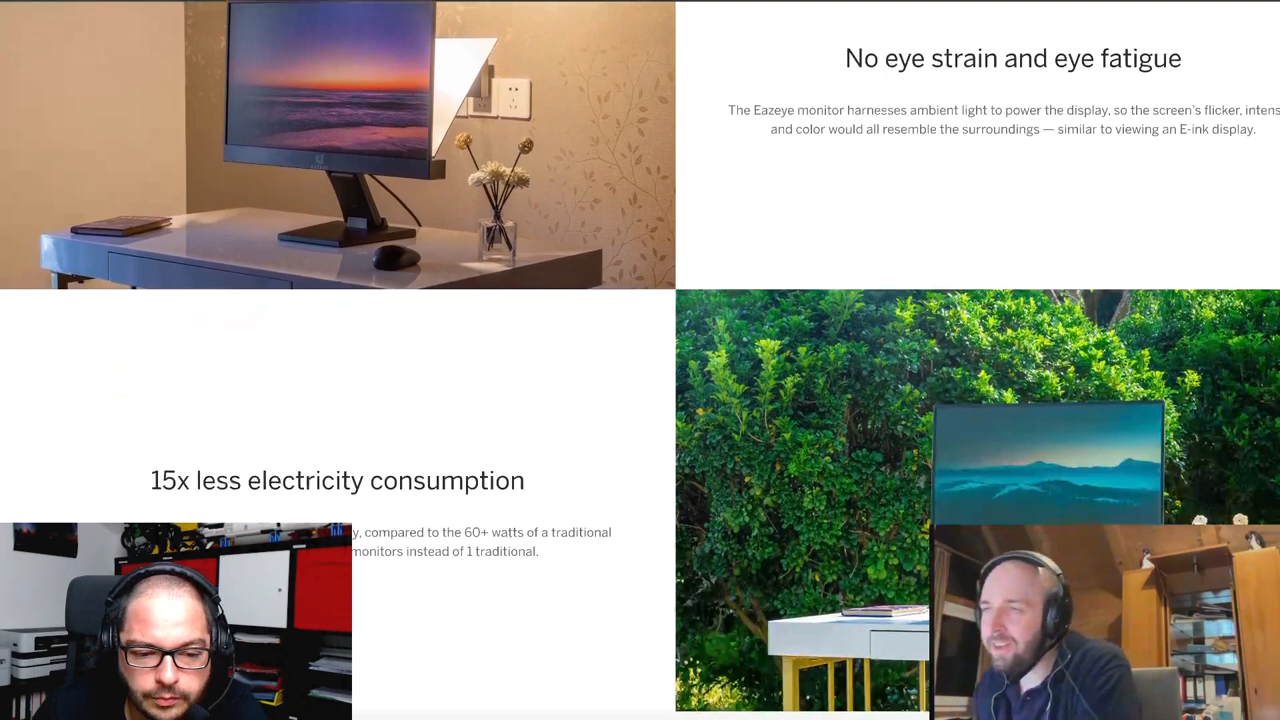 No eye strain and eye fatigue
The Eazeye monitor harnesses ambient light to power the display, so the screen's flicker,
and color would all resemble the surroundings — similar to viewing an E-ink display.
15x less electricity consumption
compared to the 60+ watts of a traditional
monitors instead of 1 traditional.